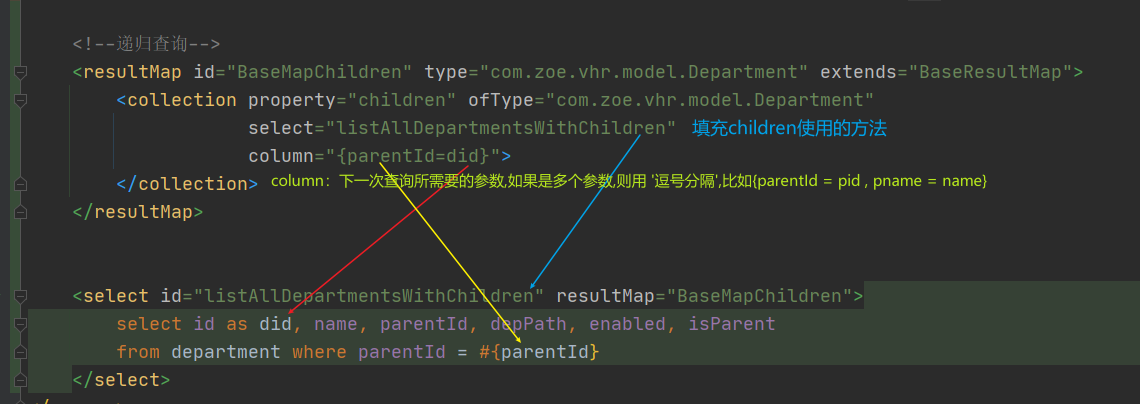 <!--递归查询-->
<resultMap id="BaseMapChildren" type="com.zoe.vhr.model.Department" extends="BaseResultMap">
<collection property="children" ofType="com.zoe.vhr.model.Department"
select="listAllDepartmentsWithChildren" 填充children使用的方法
column="{parentId=did}">
</collection> column：下一次查询所需要的参数,如果是多个参数,则用 '逗号分隔',比如{parentId = pid , pname = name}
</resultMap>
<select id="listAllDepartmentsWithChildren" resultMap="BaseMapChildren">
select id as did, name, parentId, depPath, enabled, isParent
from department where parentId = #{parentId}
</select>